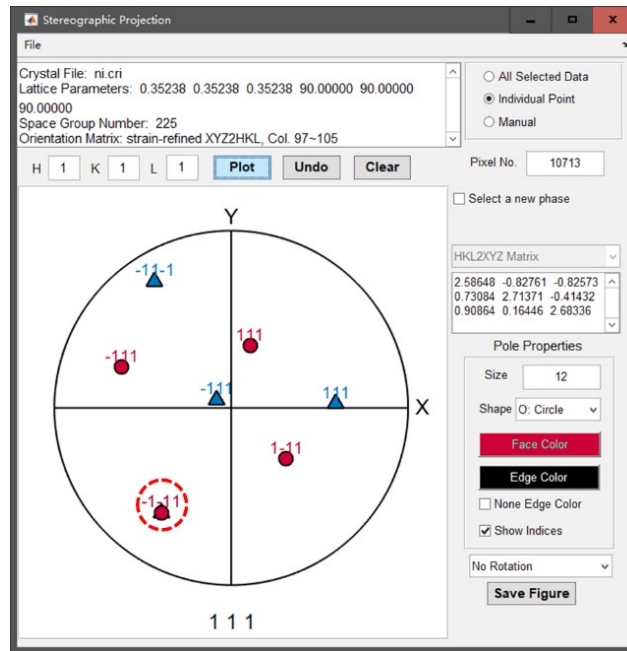 Stereographic Projection
File
Crystal File: ni.cri
Lattice Parameters: 0.35238 0.35238 0.35238 90.00000 90.00000
90.00000
Space Group Number: 225
Orientation Matrix: strain-refined XYZ2HKL, Col. 97~105
All Selected Data
Individual Point
Manual
H 1 K 1 L 1 Plot Undo Clear
Pixel No. 10713
Select a new phase
HKL2XYZ Matrix
2.58648 -0.82761 -0.82573
0.73084 2.71371 -0.41432
0.90864 0.16446 2.68336
Y
-11-1
111
-111
-111
111
X
1-11
-1-11
1 1 1
Pole Properties
Size 12
Shape O: Circle
Face Color
Edge Color
None Edge Color
Show Indices
No Rotation
Save Figure